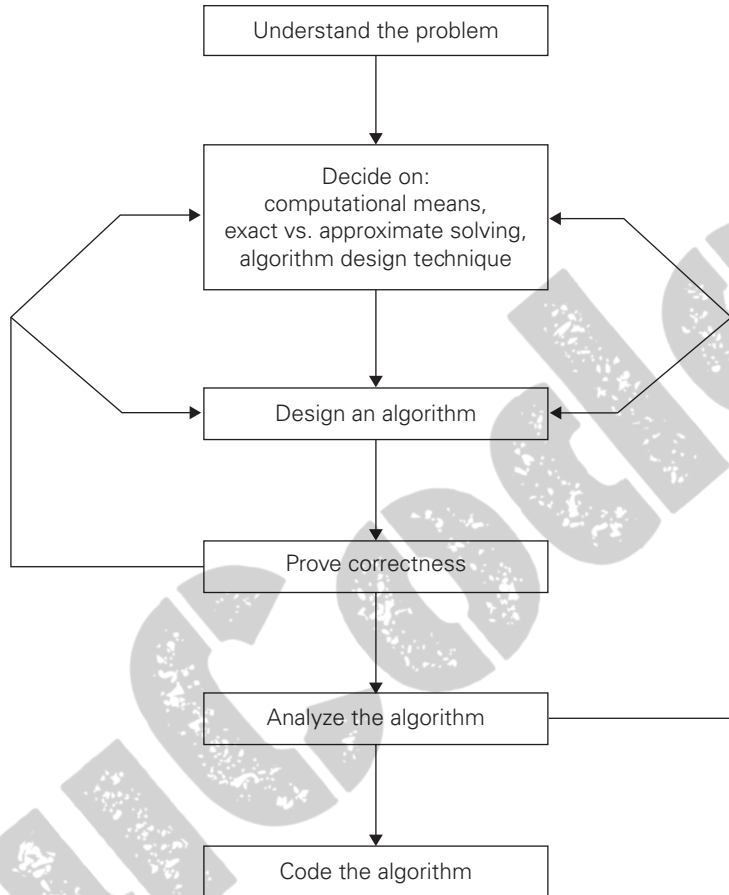 Understand the problem
Decide on:
computational means,
exact vs. approximate solving,
algorithm design technique
Design an algorithm
Prove correctness
Analyze the algorithm
Code the algorithm